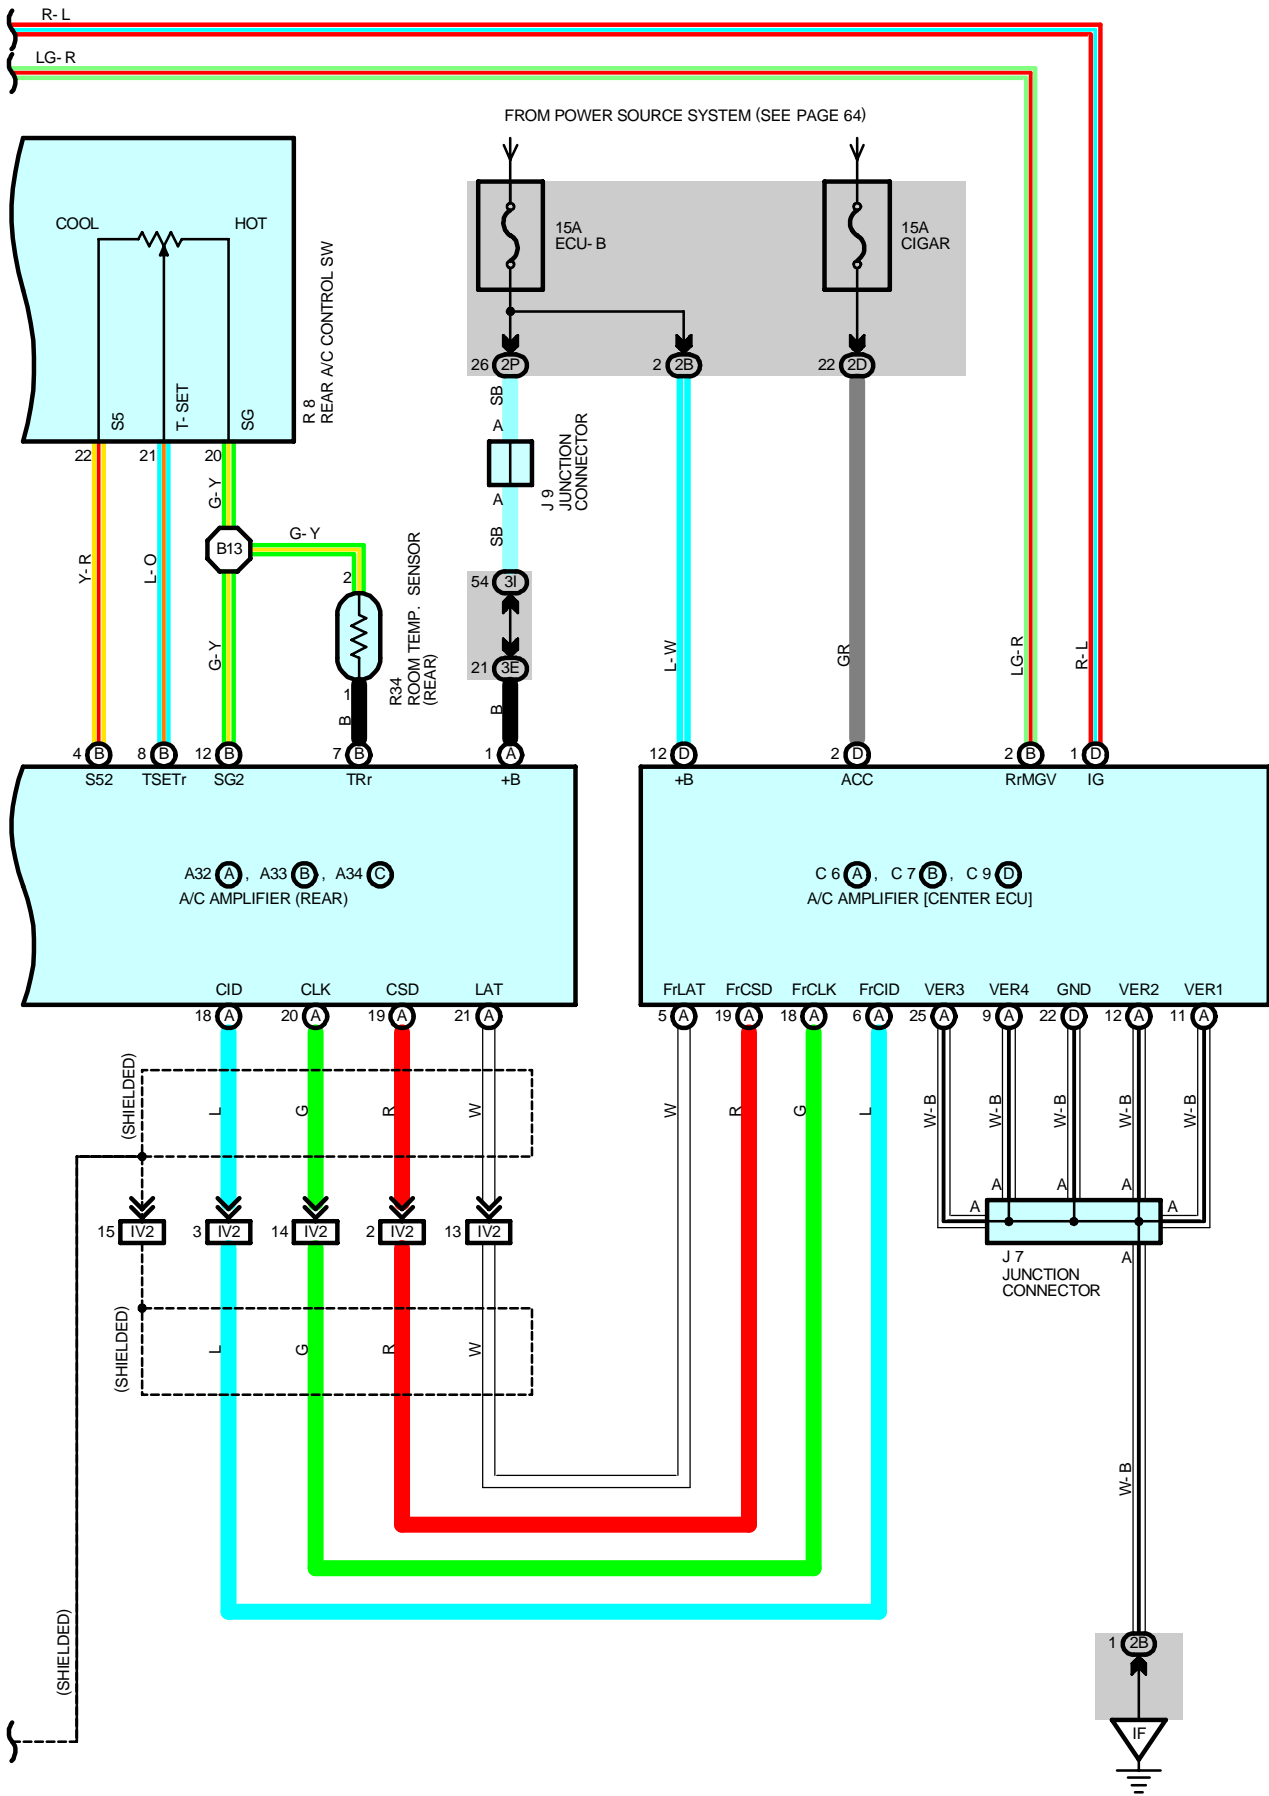 R- L
LG- R
FROM POWER SOURCE SYSTEM (SEE PAGE 64)
COOL
HOT
15A
ECU- B
15A
CIGAR
R 8
REAR A/C CONTROL SW
S5
T- SET
SG
26 2P
2 2B
22 2D
SB
A
J 9
JUNCTION
CONNECTOR
A
SB
22
21
20
G- Y
B13
G- Y
Y- R
L- O
G- Y
2
1
B
R34
ROOM TEMP. SENSOR
(REAR)
54 3I
21 3E
B
L- W
GR
LG- R
R- L
4 B
8 B
12 B
7 B
1 A
12 D
2 D
2 B
1 D
S52
TSETr
SG2
TRr
+B
+B
ACC
RrMGV
IG
A32 A , A33 B , A34 C
A/C AMPLIFIER (REAR)
C 6 A , C 7 B , C 9 D
A/C AMPLIFIER [CENTER ECU]
CID
CLK
CSD
LAT
FrLAT
FrCSD
FrCLK
FrCID
VER3
VER4
GND
VER2
VER1
18 A
20 A
19 A
21 A
5 A
19 A
18 A
6 A
25 A
9 A
22 D
12 A
11 A
(SHIELDED)
L
G
R
W
W
R
G
L
W- B
W- B
W- B
W- B
W- B
A
A
A
A
A
15 IV2
3 IV2
14 IV2
2 IV2
13 IV2
J 7
JUNCTION
CONNECTOR
A
(SHIELDED)
L
G
R
W
W- B
(SHIELDED)
1 2B
IF